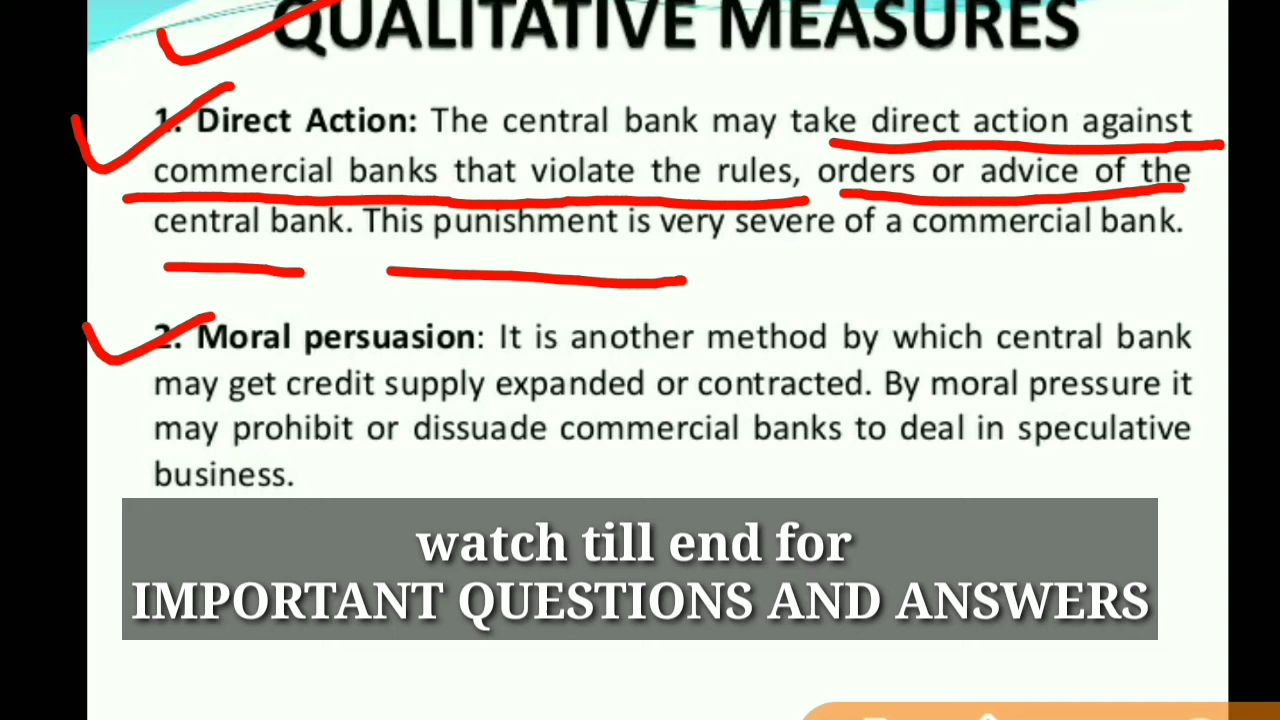 QUALITATIVE MEASURES
1. Direct Action: The central bank may take direct action against
commercial banks that violate the rules, orders or advice of the
central bank. This punishment is very severe of a commercial bank.
2. Moral persuasion: It is another method by which central bank
may get credit supply expanded or contracted. By moral pressure it
may prohibit or dissuade commercial banks to deal in speculative
business.
watch till end for
IMPORTANT QUESTIONS AND ANSWERS